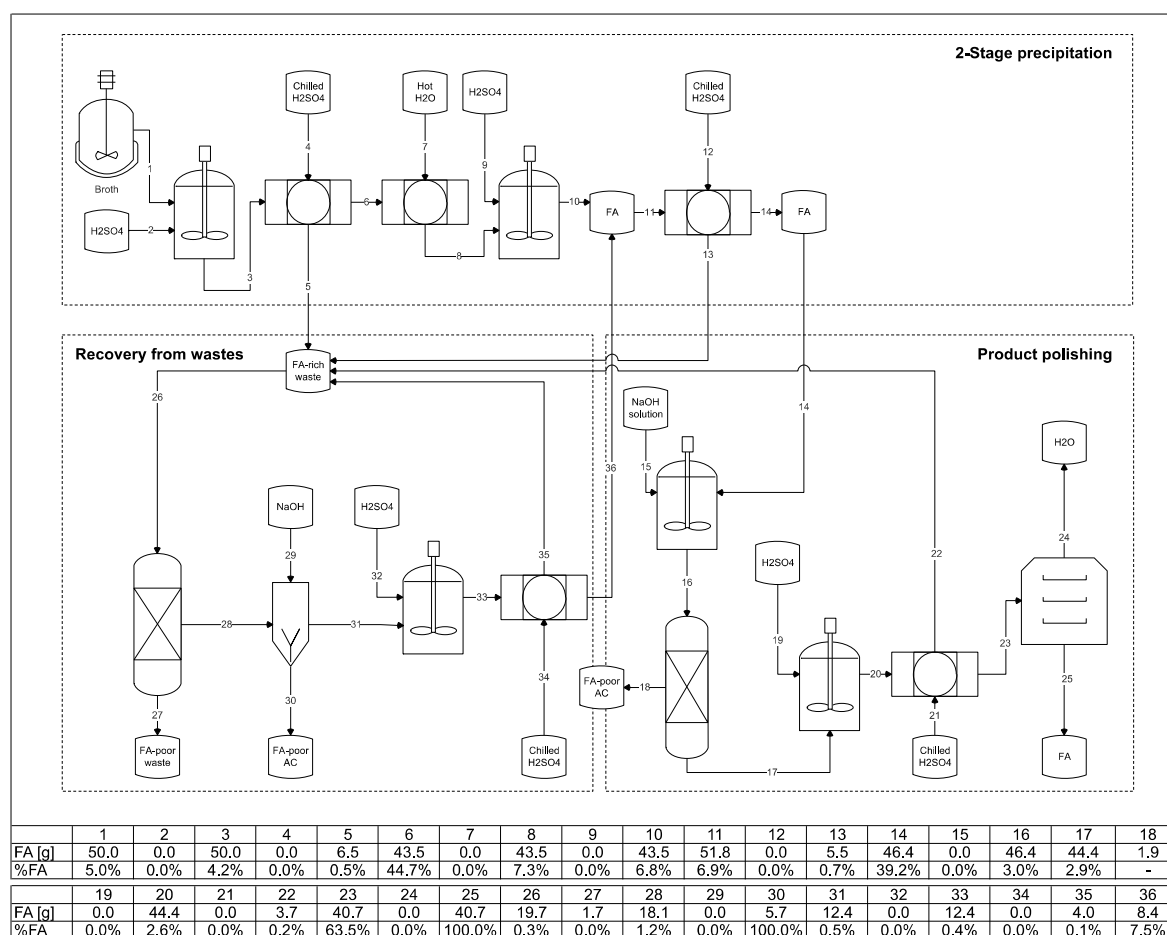 2-Stage precipitation
Chilled
H2SO4
Hot
H2O
H2SO4
Chilled
H2SO4
4
7
9
12
1
Broth
H2SO4
2
3
6
8
10
FA
11
14
FA
5
13
Recovery from wastes
FA-rich
waste
26
NaOH
29
H2SO4
32
35
36
28
31
33
27
30
34
FA-poor
waste
FA-poor
AC
Chilled
H2SO4
Product polishing
NaOH
solution
14
15
H2O
24
16
H2SO4
22
19
23
FA-poor
AC
18
20
21
25
17
Chilled
H2SO4
FA
1 2 3 4 5 6 7 8 9 10 11 12 13 14 15 16 17 18
FA [g] 50.0 0.0 50.0 0.0 6.5 43.5 0.0 43.5 0.0 43.5 51.8 0.0 5.5 46.4 0.0 46.4 44.4 1.9
%FA 5.0% 0.0% 4.2% 0.0% 0.5% 44.7% 0.0% 7.3% 0.0% 6.8% 6.9% 0.0% 0.7% 39.2% 0.0% 3.0% 2.9% -
19 20 21 22 23 24 25 26 27 28 29 30 31 32 33 34 35 36
FA [g] 0.0 44.4 0.0 3.7 40.7 0.0 40.7 19.7 1.7 18.1 0.0 5.7 12.4 0.0 12.4 0.0 4.0 8.4
%FA 0.0% 2.6% 0.0% 0.2% 63.5% 0.0% 100.0% 0.3% 0.0% 1.2% 0.0% 100.0% 0.5% 0.0% 0.4% 0.0% 0.1% 7.5%